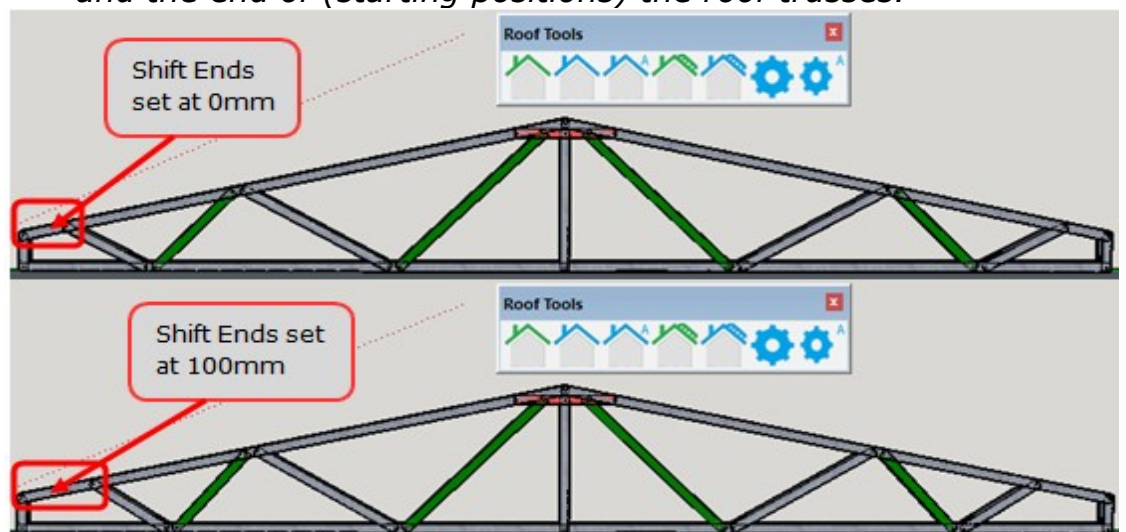 and the end of (starting positions) the roof trusses.
Roof Tools
x
Shift Ends
set at 0mm
A
A
Roof Tools
x
Shift Ends set
at 100mm
A
A